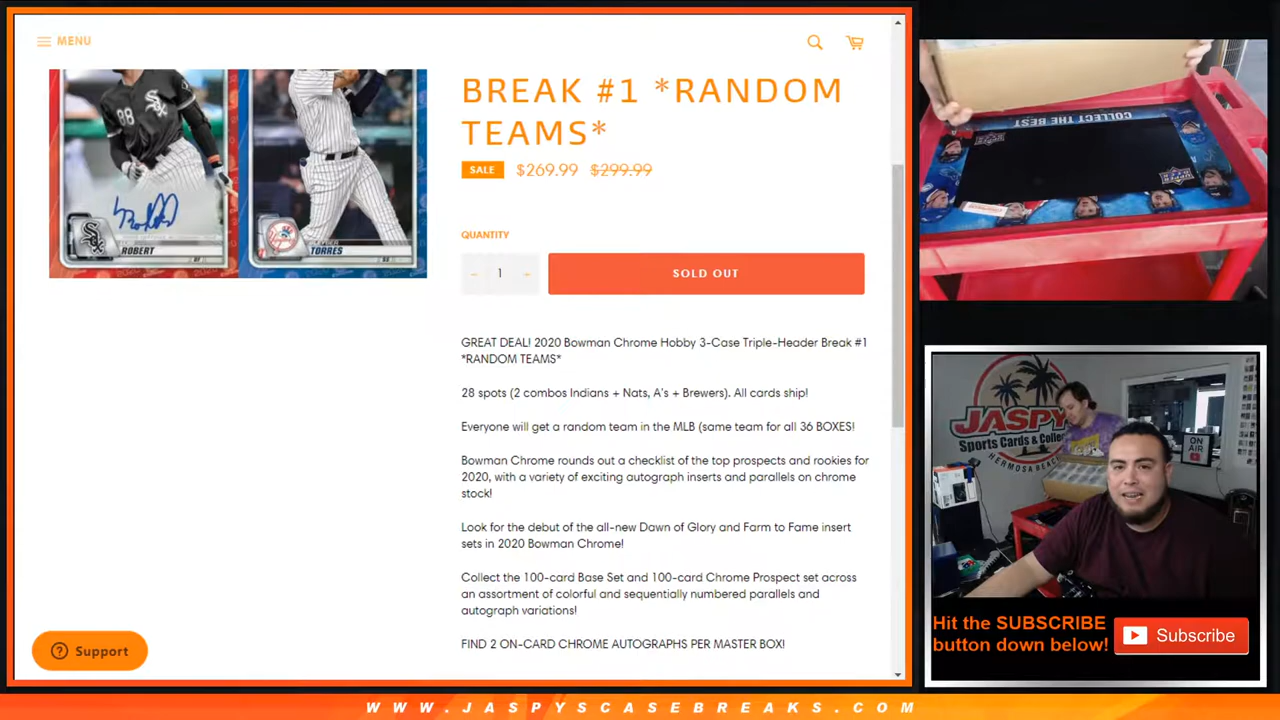 MENU
BREAK #1 *RANDOM
TEAMS*
SALE $269.99 $299.99
QUANTITY
- 1 +
SOLD OUT
88
ROBERT
TORRES
GREAT DEAL! 2020 Bowman Chrome Hobby 3-Case Triple-Header Break #1
*RANDOM TEAMS*
28 spots (2 combos Indians + Nats, A's + Brewers). All cards ship!
Everyone will get a random team in the MLB (same team for all 36 BOXES!
Bowman Chrome rounds out a checklist of the top prospects and rookies for
2020, with a variety of exciting autograph inserts and parallels on chrome
stock!
Look for the debut of the all-new Dawn of Glory and Farm to Fame insert
sets in 2020 Bowman Chrome!
Collect the 100-card Base Set and 100-card Chrome Prospect set across
an assortment of colorful and sequentially numbered parallels and
autograph variations!
FIND 2 ON-CARD CHROME AUTOGRAPHS PER MASTER BOX!
Support
COLLECT THE BEST
JASPY
Sports Cards & Colle
HERMOSA BEACH
ON
AIR
Hit the SUBSCRIBE
button down below!
Subscribe
WWW.JASPYSCASEBREAKS.COM